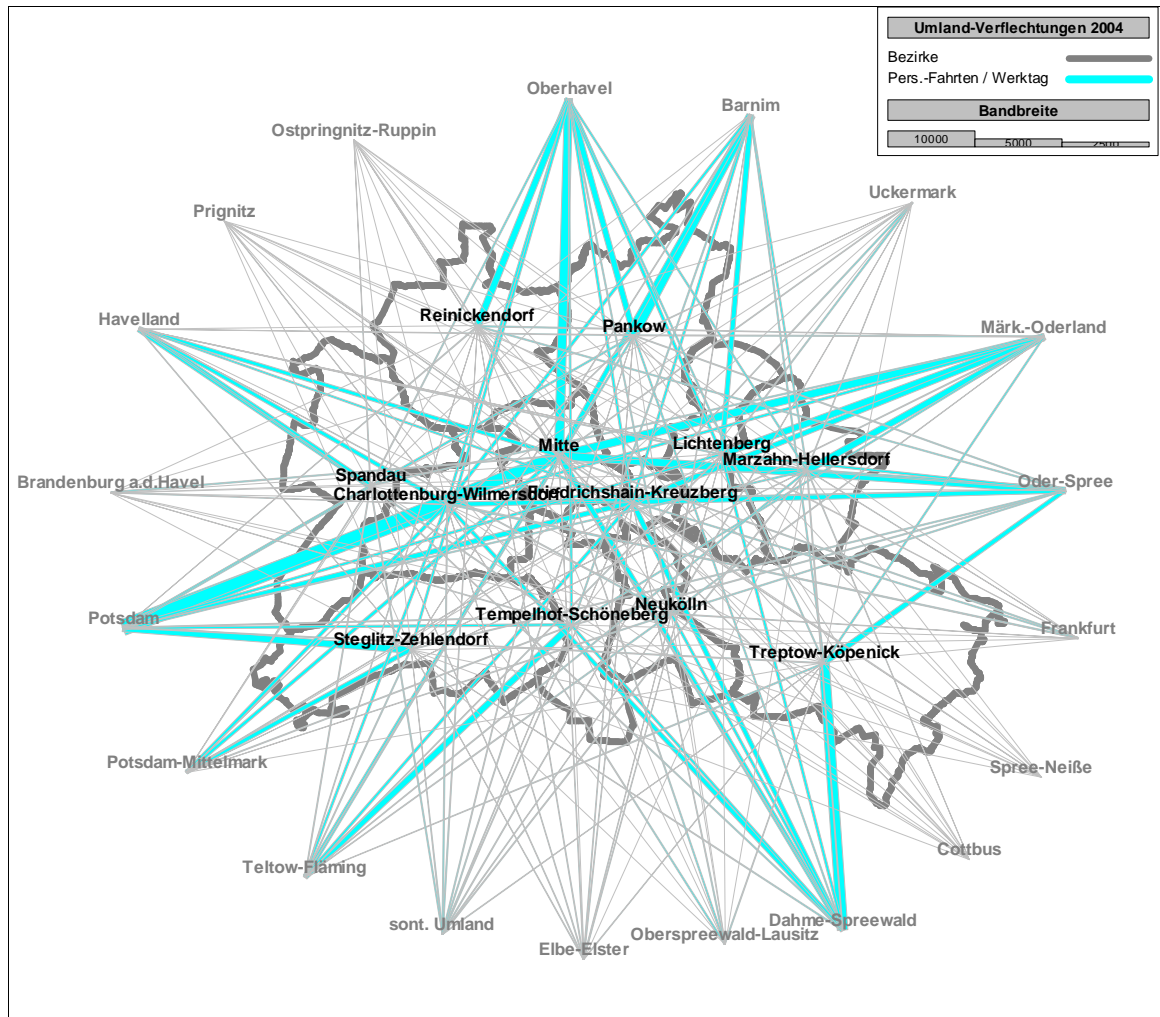 Umland-Verflechtungen 2004
Bezirke
Pers.-Fahrten / Werktag
Bandbreite
10000
5000
2500
Oberhavel
Barnim
Ostpringnitz-Ruppin
Uckermark
Prignitz
Havelland
Reinickendorf
Pankow
Märk.-Oderland
Mitte
Lichtenberg
Marzahn-Hellersdorf
Spandau
Brandenburg a.d.Havel
Charlottenburg-Wilmersdorf
Friedrichshain-Kreuzberg
Oder-Spree
Potsdam
Tempelhof-Schöneberg
Neukölln
Frankfurt
Steglitz-Zehlendorf
Treptow-Köpenick
Potsdam-Mittelmark
Spree-Neiße
Cottbus
Teltow-Fläming
sont. Umland
Elbe-Elster
Oberspreewald-Lausitz
Dahme-Spreewald